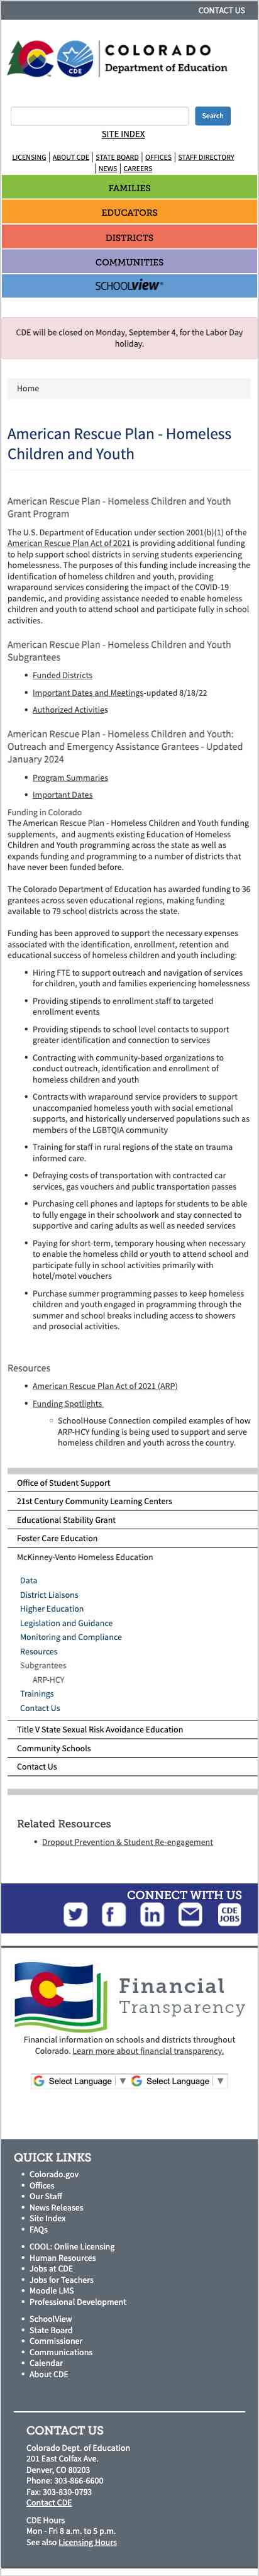 CONTACT US
COLORADO
Department of Education
CDE
Search
SITE INDEX
LICENSING | ABOUT CDE | STATE BOARD | OFFICES | STAFF DIRECTORY
| NEWS | CAREERS
FAMILIES
EDUCATORS
DISTRICTS
COMMUNITIES
SCHOOLVIEW®
CDE will be closed on Monday, September 4, for the Labor Day
holiday.
Home
American Rescue Plan - Homeless
Children and Youth
American Rescue Plan - Homeless Children and Youth
Grant Program
The U.S. Department of Education under section 2001(b)(1) of the
American Rescue Plan Act of 2021 is providing additional funding
to help support school districts in serving students experiencing
homelessness. The purposes of this funding include increasing the
identification of homeless children and youth, providing
wrapround services considering the impact of the COVID-19
pandemic, and providing assistance needed to enable homeless
children and youth to attend school and participate fully in school
activities.
American Rescue Plan - Homeless Children and Youth
Subgrantees
• Funded Districts
• Important Dates and Meetings-updated 8/18/22
• Authorized Activities
American Rescue Plan - Homeless Children and Youth:
Outreach and Emergency Assistance Grantees - Updated
January 2024
• Program Summaries
• Important Dates
Funding in Colorado
The American Rescue Plan - Homeless Children and Youth funding
supplements, and augments existing Education of Homeless
Children and Youth programming across the state as well as
expands funding and programming to a number of districts that
have never been funded before.
The Colorado Department of Education has awarded funding to 36
grantees across seven educational regions, making funding
available to 79 school districts across the state.
Funding has been approved to support the necessary expenses
associated with the identification, enrollment, retention and
educational success of homeless children and youth including:
• Hiring FTE to support outreach and navigation of services
for children, youth and families experiencing homelessness
• Providing stipends to enrollment staff to targeted
enrollment events
• Providing stipends to school level contacts to support
greater identification and connection to services
• Contracting with community-based organizations to
conduct outreach, identification and enrollment of
homeless children and youth
• Contracts with wraparound service providers to support
unaccompanied homeless youth with social emotional
supports, and historically underserved populations such as
members of the LGBTQIA community
• Training for staff in rural regions of the state on trauma
informed care.
• Defraying costs of transportation with contracted car
services, gas vouchers and public transportation passes
• Purchasing cell phones and laptops for students to be able
to fully engage in their schoolwork and stay connected to
supportive and caring adults as well as needed services
• Paying for short-term, temporary housing when necessary
to enable the homeless child or youth to attend school and
participate fully in school activities primarily with
hotel/motel vouchers
• Purchase summer programming passes to keep homeless
children and youth engaged in programming through the
summer and school breaks including access to showers
and prosocial activities.
Resources
• American Rescue Plan Act of 2021 (ARP)
• Funding Spotlights
○ SchoolHouse Connection compiled examples of how
ARP-HCY funding is being used to support and serve
homeless children and youth across the country.
Office of Student Support
21st Century Community Learning Centers
Educational Stability Grant
Foster Care Education
McKinney-Vento Homeless Education
Data
District Liaisons
Higher Education
Legislation and Guidance
Monitoring and Compliance
Resources
Subgrantees
ARP-HCY
Trainings
Contact Us
Title V State Sexual Risk Avoidance Education
Community Schools
Contact Us
Related Resources
• Dropout Prevention & Student Re-engagement
CONNECT WITH US
CDE
JOBS
Financial
Transparency
Financial information on schools and districts throughout
Colorado. Learn more about financial transparency.
Select Language | ▼ Select Language | ▼
QUICK LINKS
• Colorado.gov
• Offices
• Our Staff
• News Releases
• Site Index
• FAQs
• COOL: Online Licensing
• Human Resources
• Jobs at CDE
• Jobs for Teachers
• Moodle LMS
• Professional Development
• SchoolView
• State Board
• Commissioner
• Communications
• Calendar
• About CDE
CONTACT US
Colorado Dept. of Education
201 East Colfax Ave.
Denver, CO 80203
Phone: 303-866-6600
Fax: 303-830-0793
Contact CDE
CDE Hours
Mon - Fri 8 a.m. to 5 p.m.
See also Licensing Hours